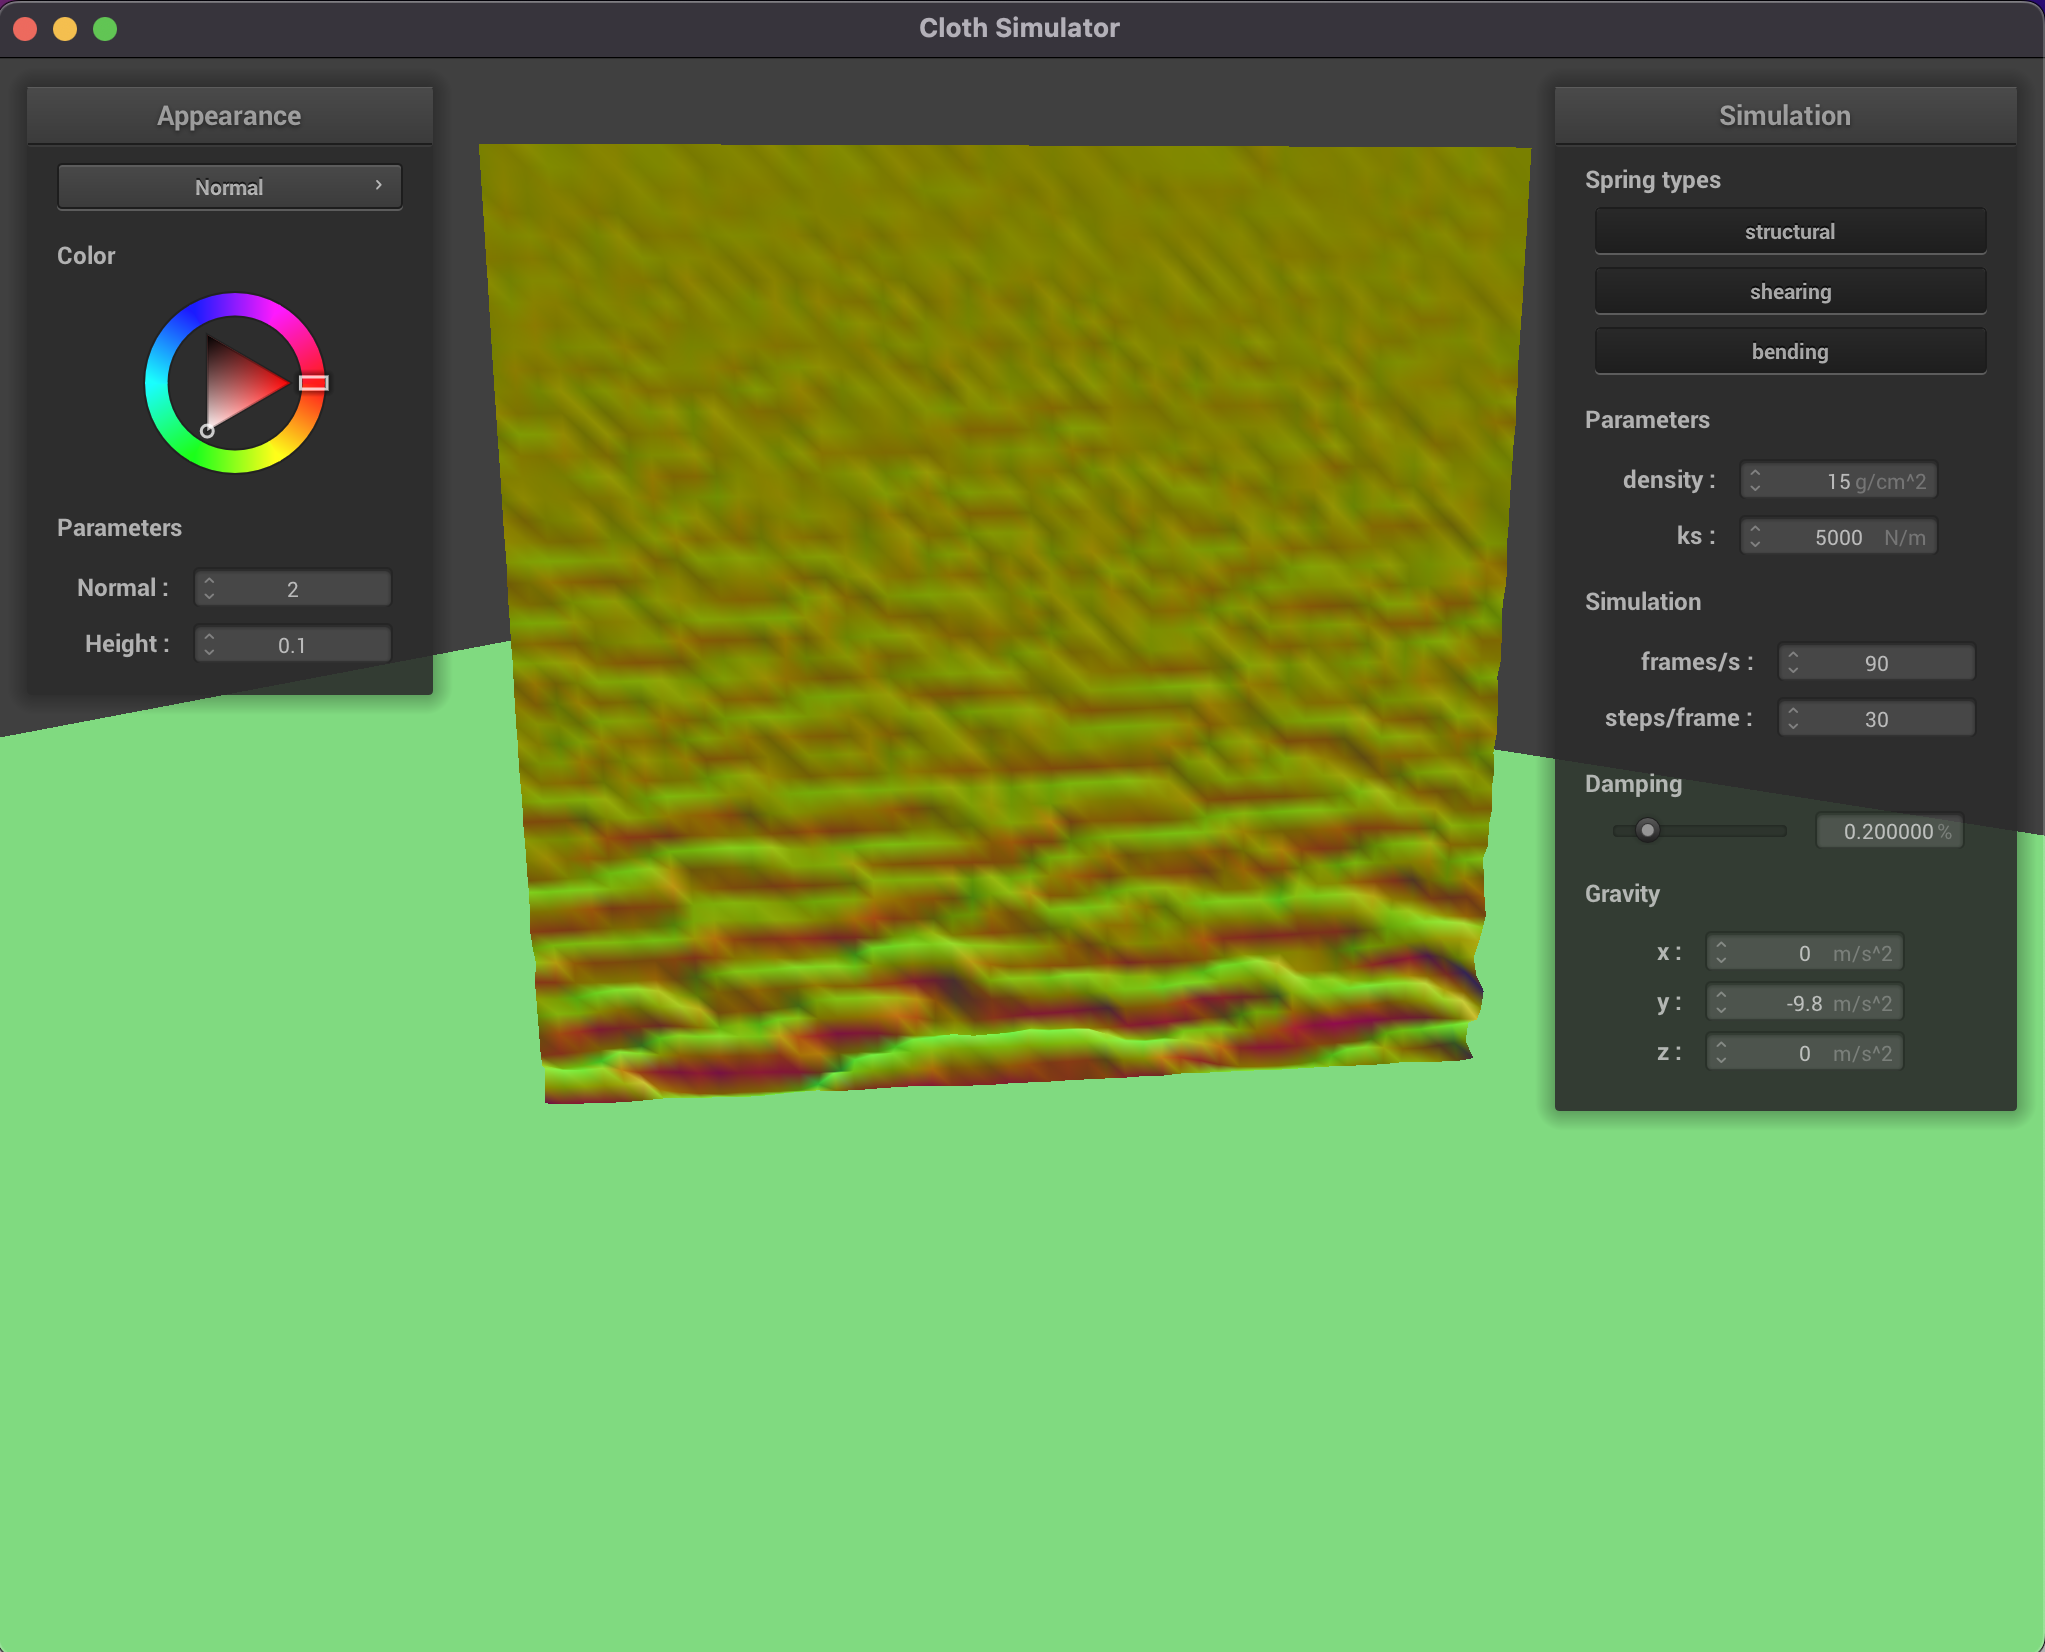 Cloth Simulator
Appearance
Normal
Color
Parameters
Normal : 2
Height : 0.1
Simulation
Spring types
structural
shearing
bending
Parameters
density : 15 g/cm^2
ks : 5000 N/m
Simulation
frames/s : 90
steps/frame : 30
Damping
0.200000 %
Gravity
x : 0 m/s^2
y : -9.8 m/s^2
z : 0 m/s^2